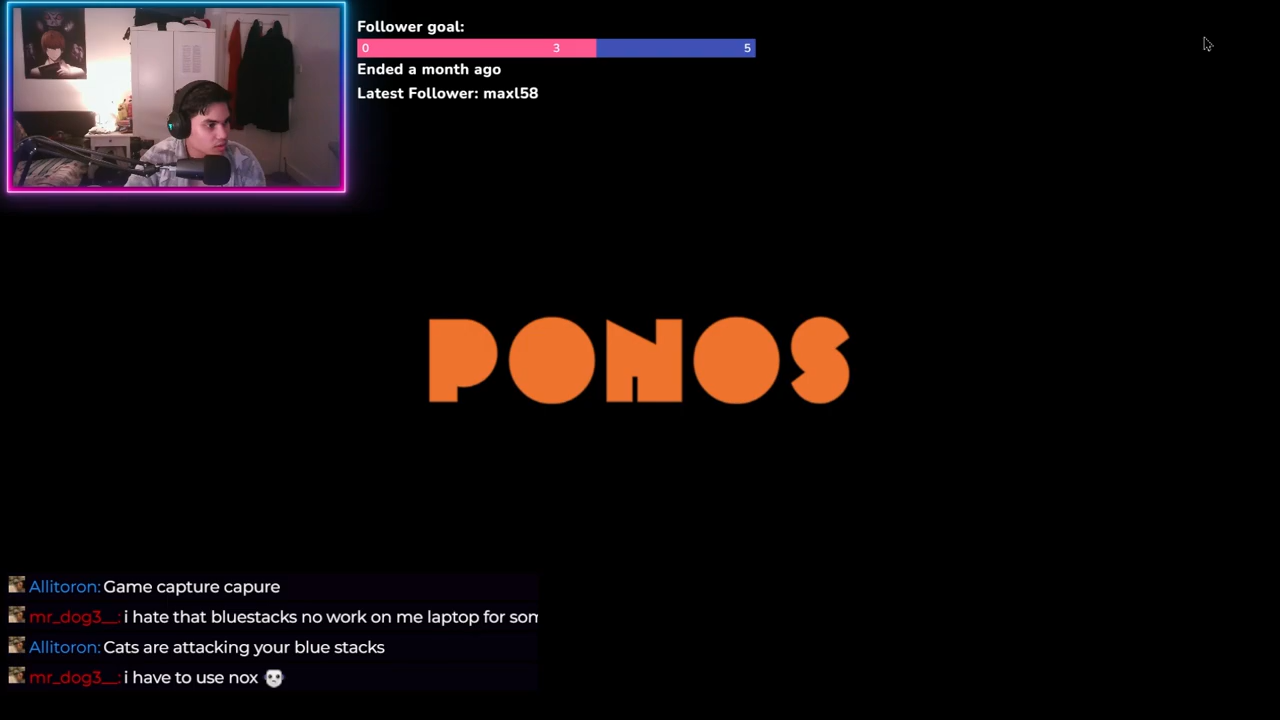 Follower goal:
0 3 5
Ended a month ago
Latest Follower: maxl58
PONOS
Allitoron: Game capture capure
mr_dog3__: i hate that bluestacks no work on me laptop for som
Allitoron: Cats are attacking your blue stacks
mr_dog3__: i have to use nox